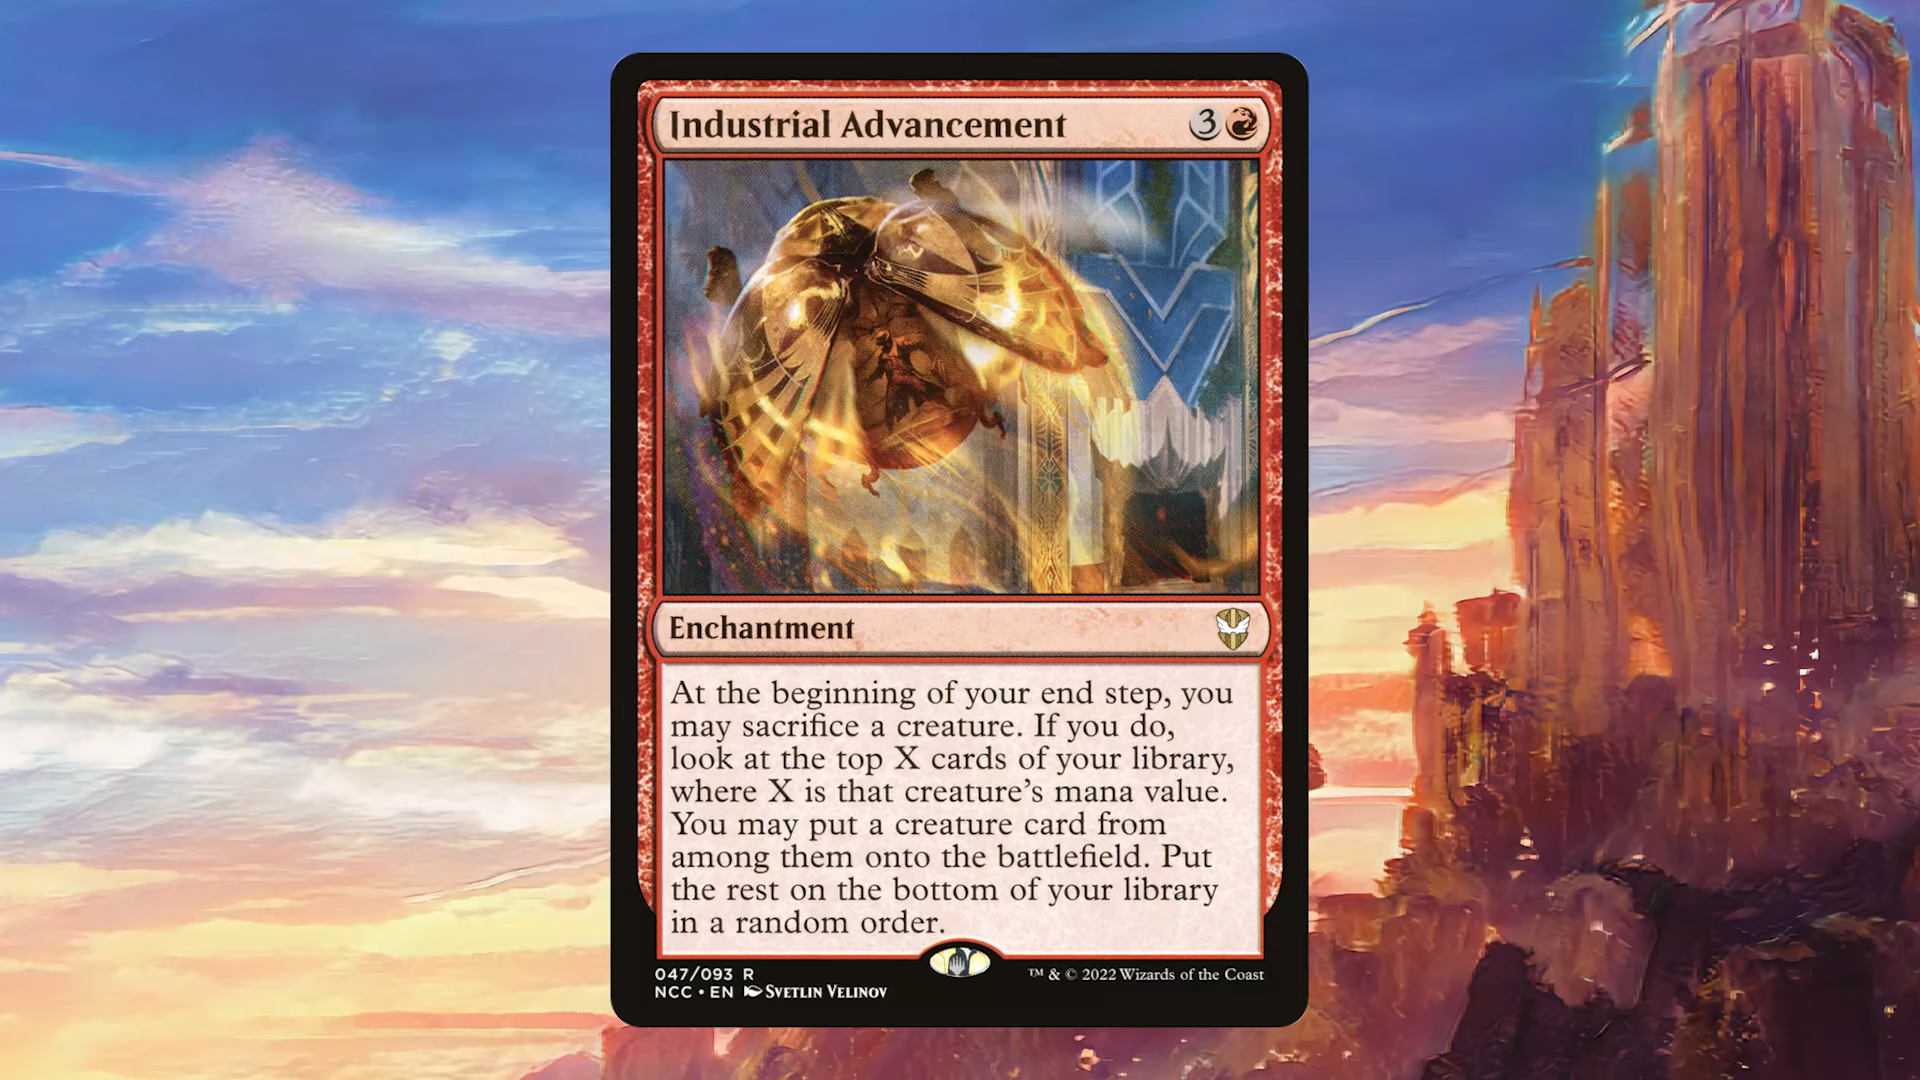 Industrial Advancement 3
Enchantment
At the beginning of your end step, you
may sacrifice a creature. If you do,
look at the top X cards of your library,
where X is that creature's mana value.
You may put a creature card from
among them onto the battlefield. Put
the rest on the bottom of your library
in a random order.
047/093 R
NCC • EN Svetlin Velinov
™ & © 2022 Wizards of the Coast